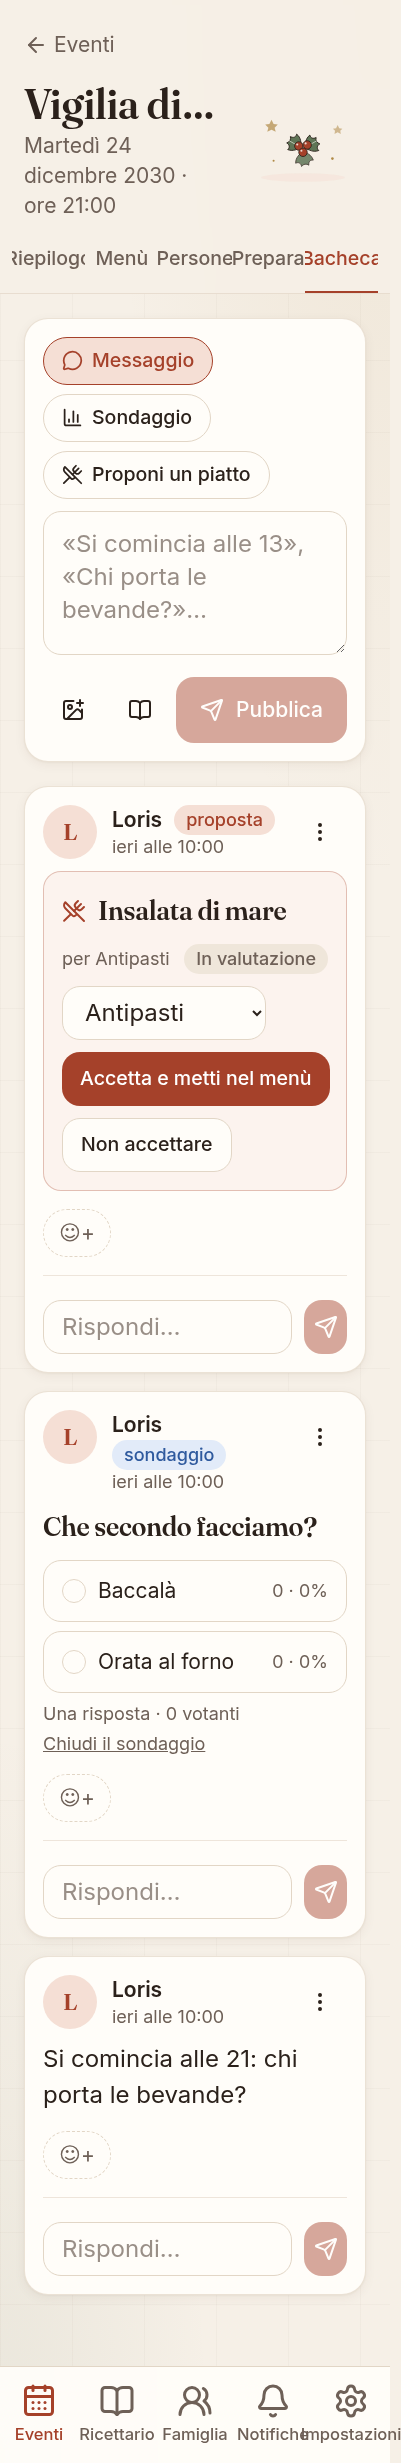 Eventi
Vigilia di...
Martedì 24
dicembre 2030 ·
ore 21:00
Riepilogo Menù Persone Prepara Bacheca
Messaggio
Sondaggio
Proponi un piatto
«Si comincia alle 13»,
«Chi porta le
bevande?»...
Pubblica
L Loris proposta
ieri alle 10:00
Insalata di mare
per Antipasti In valutazione
Antipasti
Accetta e metti nel menù
Non accettare
Rispondi...
L Loris
sondaggio
ieri alle 10:00
Che secondo facciamo?
Baccalà 0 · 0%
Orata al forno 0 · 0%
Una risposta · 0 votanti
Chiudi il sondaggio
Rispondi...
L Loris
ieri alle 10:00
Si comincia alle 21: chi
porta le bevande?
Rispondi...
Eventi Ricettario Famiglia Notifiche Impostazioni